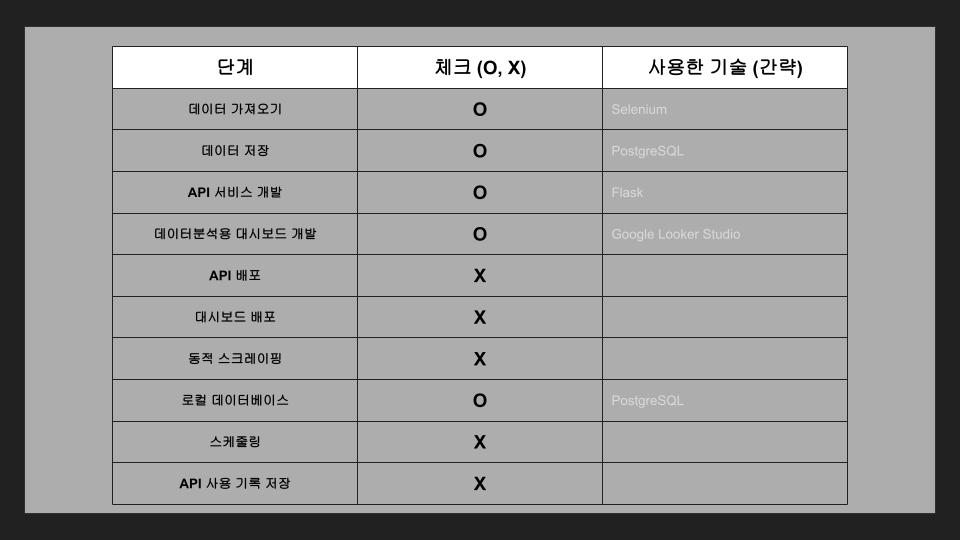 단계 체크 (O, X) 사용한 기술 (간략)
데이터 가져오기 O Selenium
데이터 저장 O PostgreSQL
API 서비스 개발 O Flask
데이터분석용 대시보드 개발 O Google Looker Studio
API 배포 X
대시보드 배포 X
동적 스크레이핑 X
로컬 데이터베이스 O PostgreSQL
스케줄링 X
API 사용 기록 저장 X